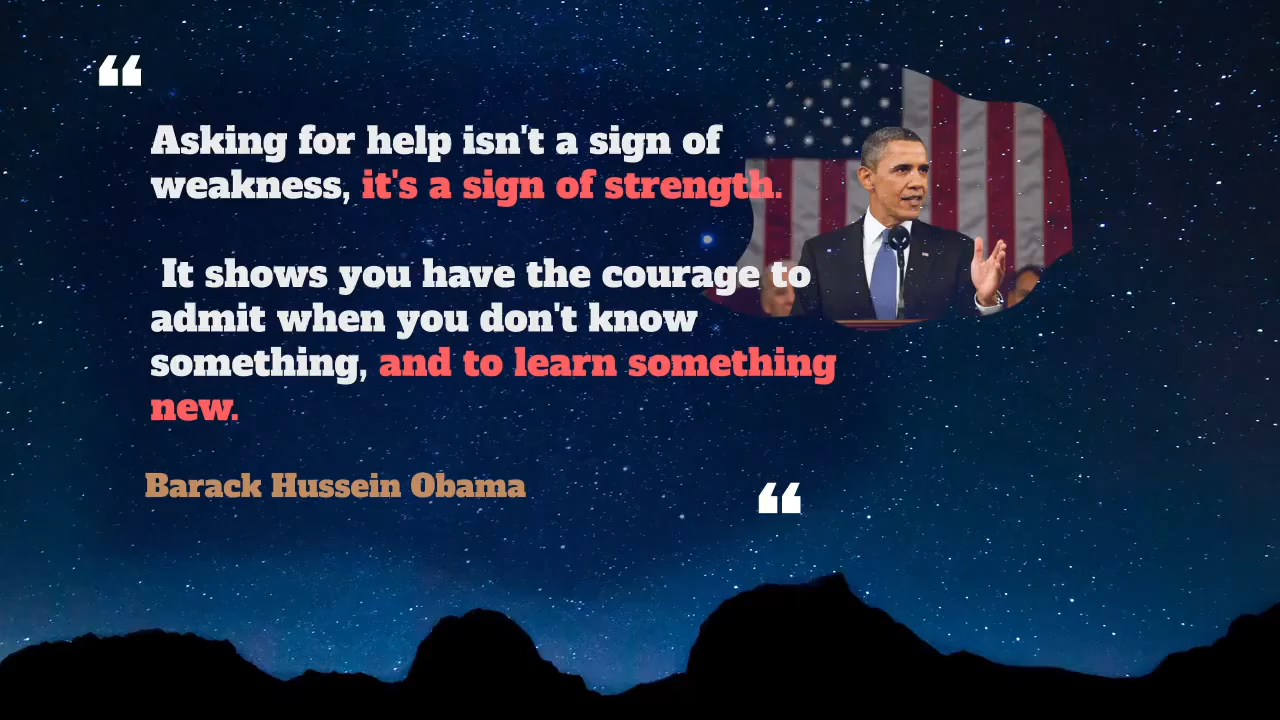 ❝
Asking for help isn't a sign of
weakness, it's a sign of strength.
It shows you have the courage to
admit when you don't know
something, and to learn something
new.
Barack Hussein Obama
❝